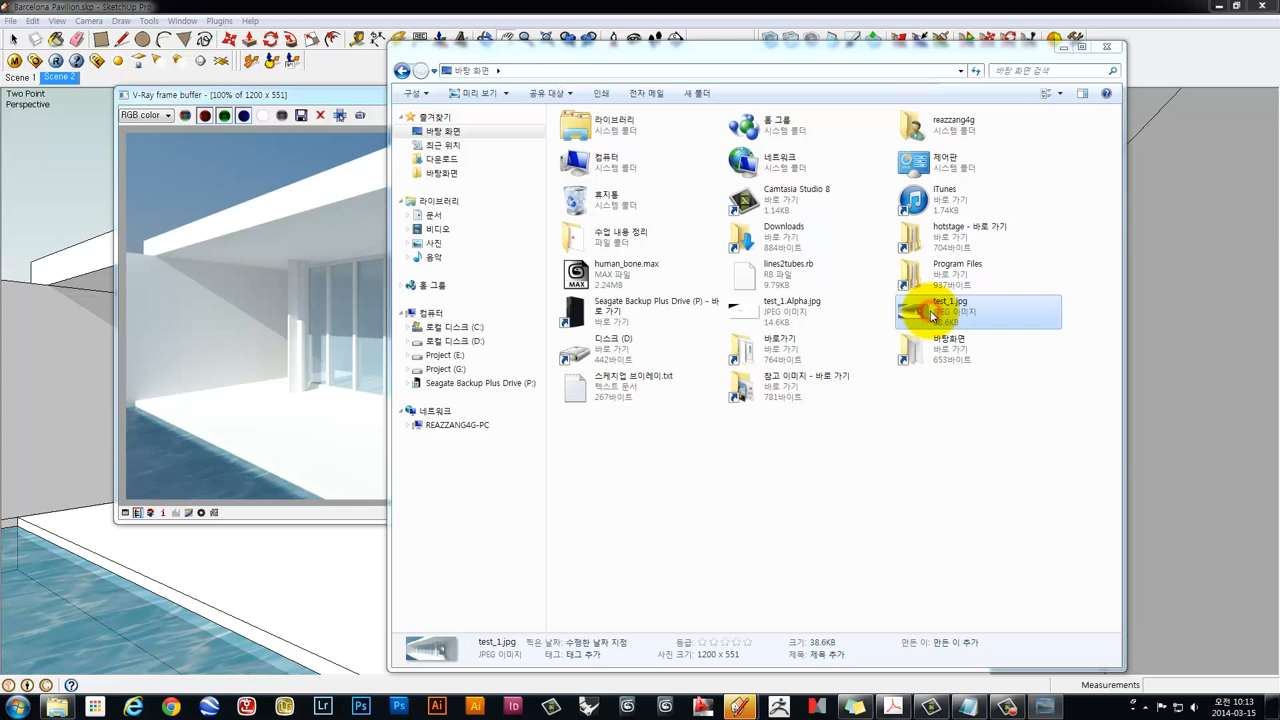 Barcelona Pavilion.skp - SketchUp Pro
File Edit View Camera Draw Tools Window Plugins
Scene 1 Scene 2
Two Point
Perspective
V-Ray frame buffer - [100% of 1200 x 551]
RGB color
바탕 화면
바탕 화면 검색
구성 미리 보기 공유 대상 인쇄 전자 메일 새 폴더
즐겨찾기
바탕 화면
최근 위치
다운로드
바탕화면
라이브러리
문서
비디오
사진
음악
홈 그룹
컴퓨터
로컬 디스크 (C:)
로컬 디스크 (D:)
Project (E:)
Project (G:)
Seagate Backup Plus Drive (P:)
네트워크
REAZZANG4G-PC
라이브러리
시스템 폴더
홈 그룹
시스템 폴더
reazzang4g
시스템 폴더
컴퓨터
시스템 폴더
네트워크
시스템 폴더
제어판
시스템 폴더
휴지통
시스템 폴더
Camtasia Studio 8
바로 가기
1.14KB
iTunes
바로 가기
1.74KB
수업 내용 정리
파일 폴더
Downloads
바로 가기
884바이트
hotstage - 바로 가기
바로 가기
704바이트
human_bone.max
MAX 파일
2.24MB
lines2tubes.rb
RB 파일
9.79KB
Program Files
바로 가기
937바이트
Seagate Backup Plus Drive (P) - 바로 가기
바로 가기
test_1.Alpha.jpg
JPEG 이미지
14.6KB
test_1.jpg
JPEG 이미지
38.6KB
디스크 (D)
바로 가기
442바이트
바로가기
바로 가기
764바이트
바탕화면
바로 가기
653바이트
스케치업 브이레이.txt
텍스트 문서
267바이트
참고 이미지 - 바로 가기
바로 가기
781바이트
test_1.jpg 찍은 날짜: 수행한 날짜 지정 등급: 크기: 38.6KB 만든 이: 만든 이 추가
JPEG 이미지 태그: 태그 추가 사진 크기: 1200 x 551 제목: 제목 추가
Measurements
오전 10:13
2014-03-15